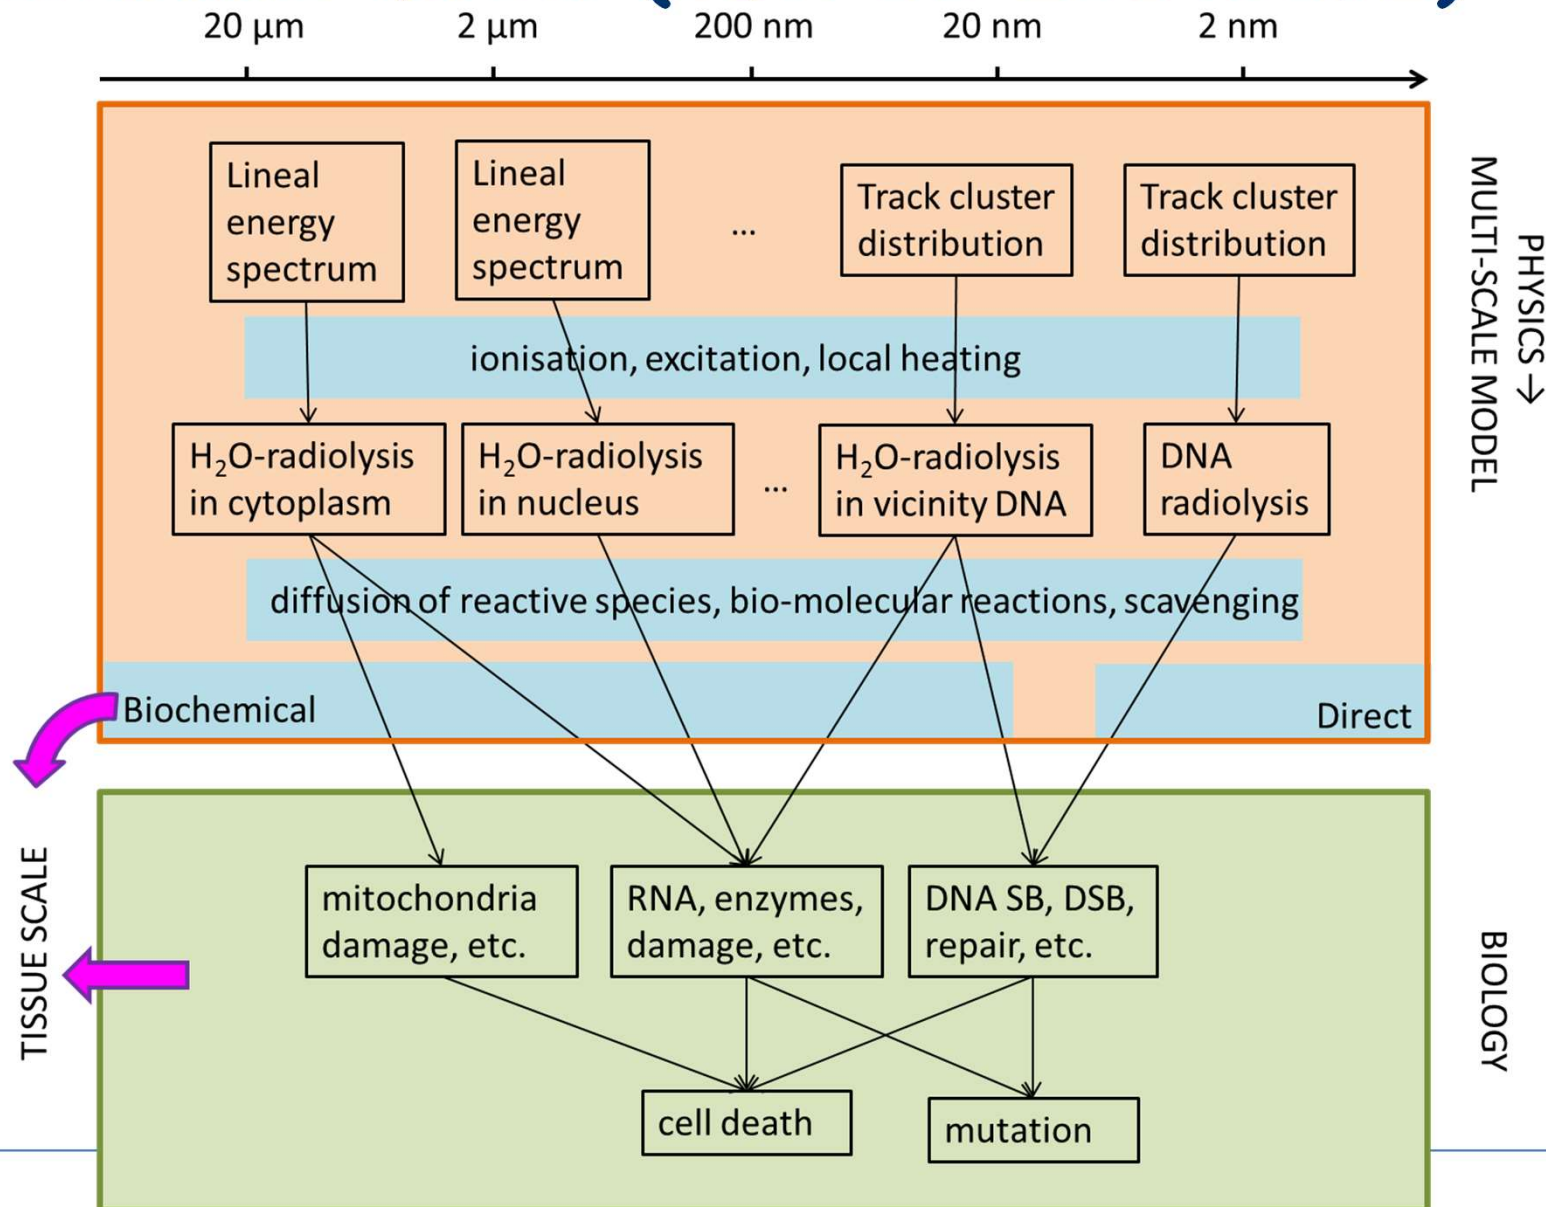 20 µm 2 µm 200 nm 20 nm 2 nm
Lineal
energy
spectrum
Lineal
energy
spectrum
...
Track cluster
distribution
Track cluster
distribution
ionisation, excitation, local heating
H₂O-radiolysis
in cytoplasm
H₂O-radiolysis
in nucleus
...
H₂O-radiolysis
in vicinity DNA
DNA
radiolysis
diffusion of reactive species, bio-molecular reactions, scavenging
Biochemical
Direct
PHYSICS →
MULTI-SCALE MODEL
mitochondria
damage, etc.
RNA, enzymes,
damage, etc.
DNA SB, DSB,
repair, etc.
cell death
mutation
TISSUE SCALE
BIOLOGY